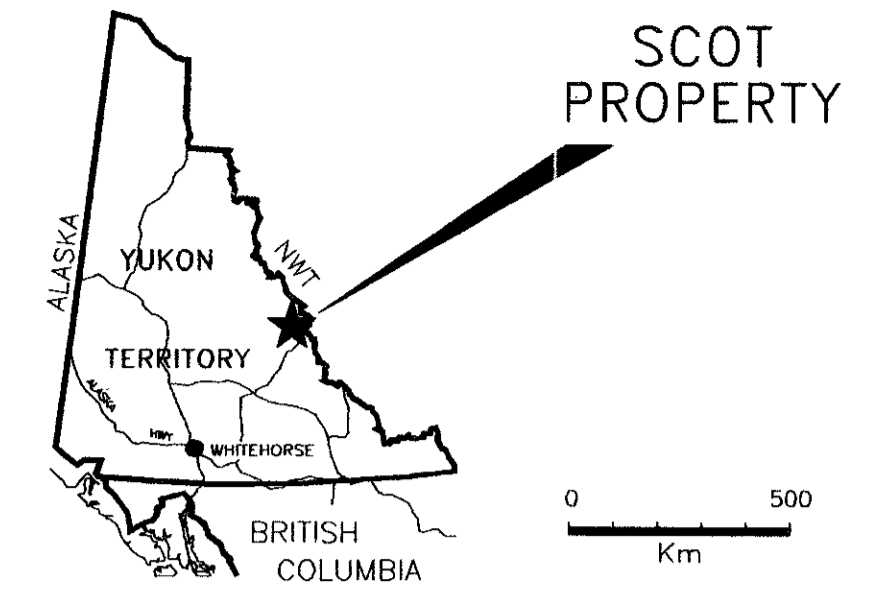 SCOT
PROPERTY
ALASKA
YUKON
NWT
TERRITORY
ALASKA
HWY
WHITEHORSE
BRITISH
COLUMBIA
0 500
Km